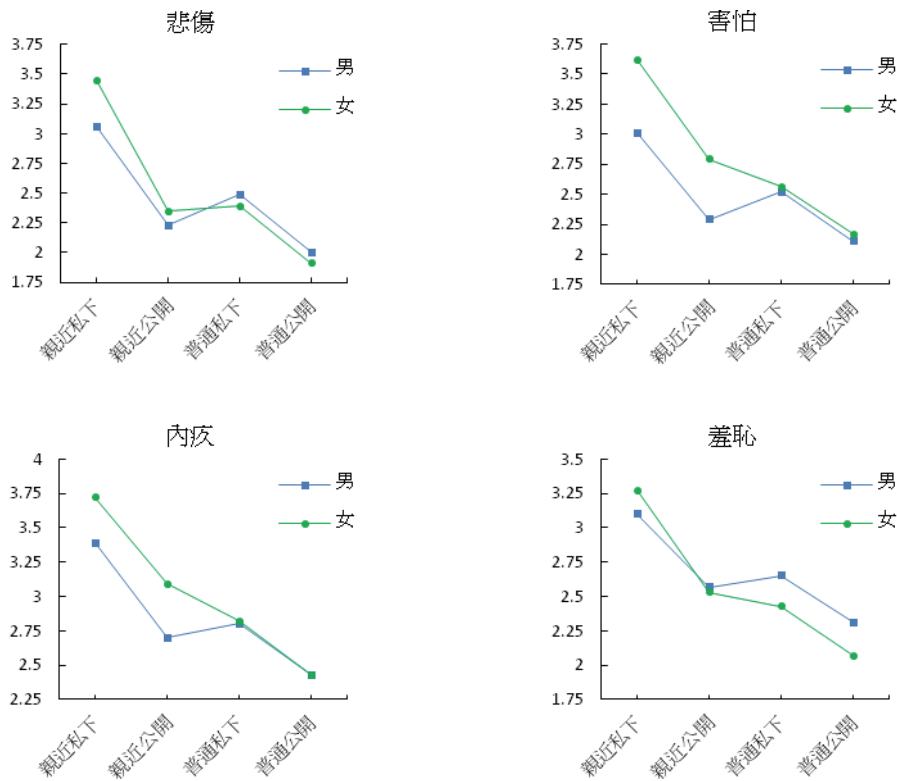 悲傷
3.75
3.5
3.25
3
2.75
2.5
2.25
2
1.75
男
女
親近私下
親近公開
普通私下
普通公開
害怕
3.75
3.5
3.25
3
2.75
2.5
2.25
2
1.75
男
女
親近私下
親近公開
普通私下
普通公開
內疚
4
3.75
3.5
3.25
3
2.75
2.5
2.25
男
女
親近私下
親近公開
普通私下
普通公開
羞恥
3.5
3.25
3
2.75
2.5
2.25
2
1.75
男
女
親近私下
親近公開
普通私下
普通公開